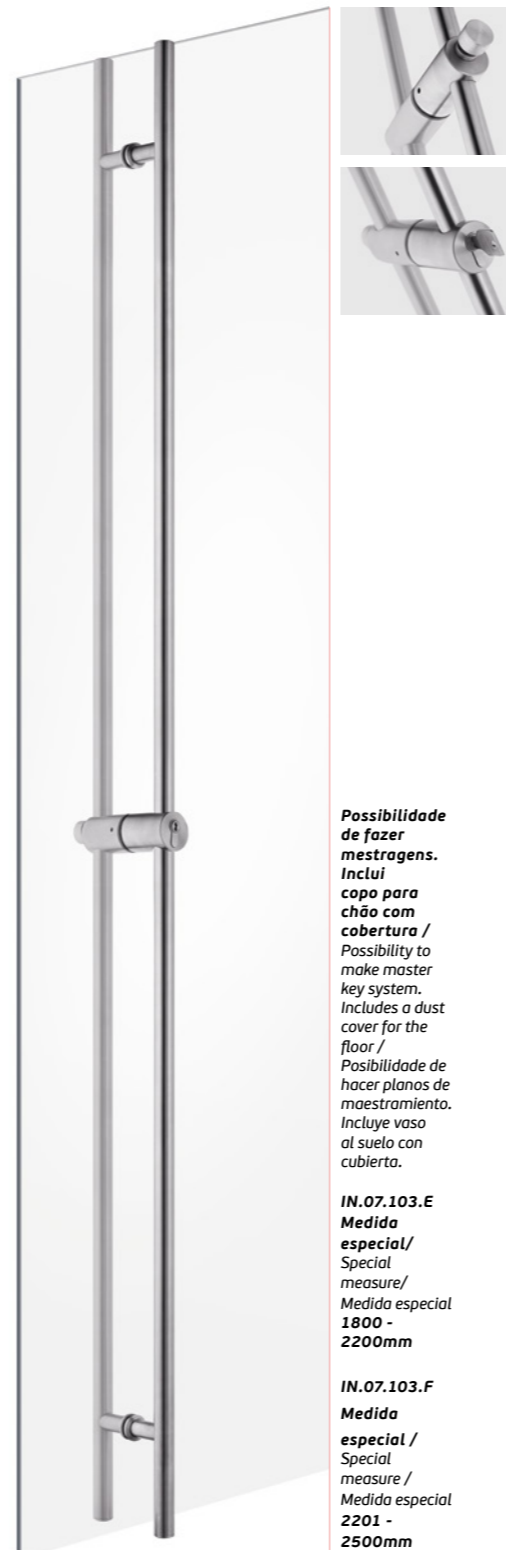 Possibilidade
de fazer
mestragens.
Inclui
copo para
chão com
cobertura /
Possibility to
make master
key system.
Includes a dust
cover for the
floor /
Posibilidade de
hacer planos de
maestramiento.
Incluye vaso
al suelo con
cubierta.
IN.07.103.E
Medida
especial/
Special
measure/
Medida especial
1800 -
2200mm
IN.07.103.F
Medida
especial /
Special
measure /
Medida especial
2201 -
2500mm